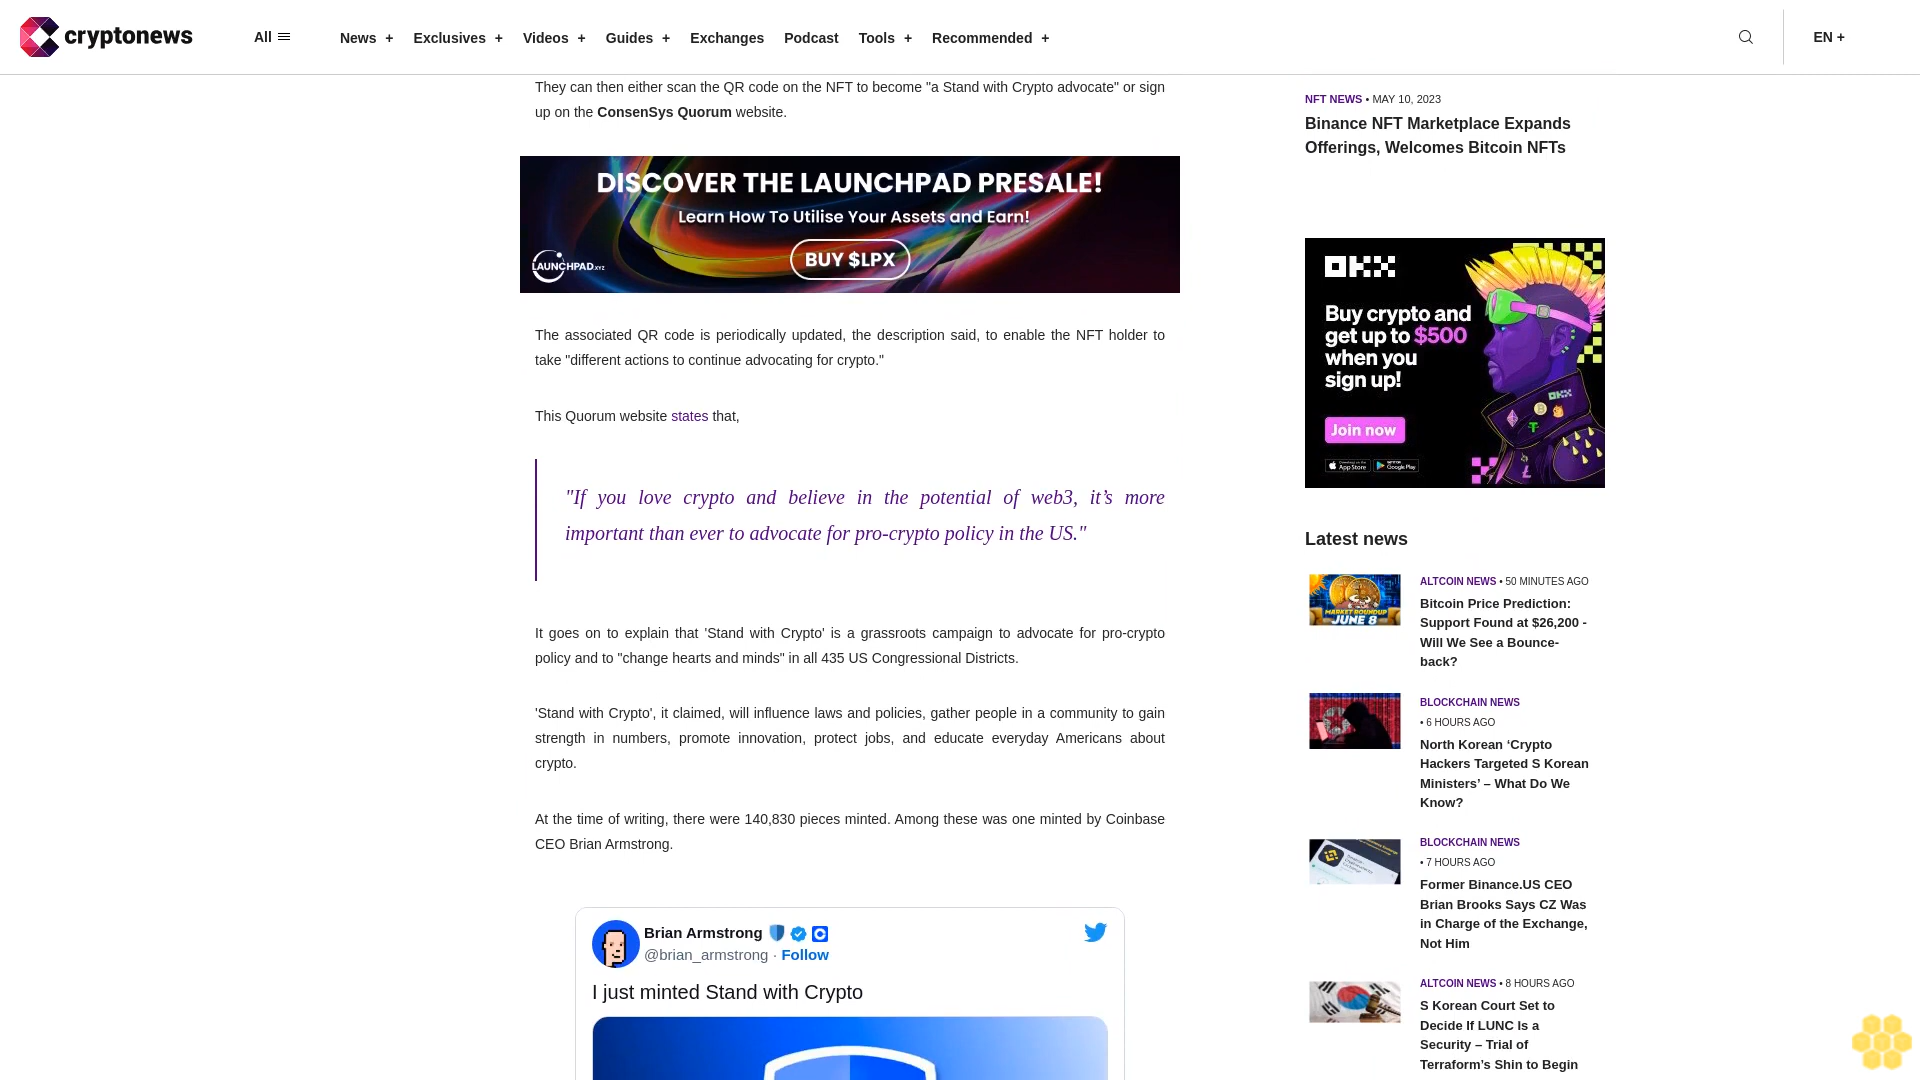 cryptonews
All
News +
Exclusives +
Videos +
Guides +
Exchanges
Podcast
Tools +
Recommended +
EN +
They can then either scan the QR code on the NFT to become "a Stand with Crypto advocate" or sign
up on the ConsenSys Quorum website.
DISCOVER THE LAUNCHPAD PRESALE!
Learn How To Utilise Your Assets and Earn!
BUY $LPX
LAUNCHPAD.XYZ
The associated QR code is periodically updated, the description said, to enable the NFT holder to
take "different actions to continue advocating for crypto."
This Quorum website states that,
"If you love crypto and believe in the potential of web3, it’s more
important than ever to advocate for pro-crypto policy in the US."
It goes on to explain that 'Stand with Crypto' is a grassroots campaign to advocate for pro-crypto
policy and to "change hearts and minds" in all 435 US Congressional Districts.
'Stand with Crypto', it claimed, will influence laws and policies, gather people in a community to gain
strength in numbers, promote innovation, protect jobs, and educate everyday Americans about
crypto.
At the time of writing, there were 140,830 pieces minted. Among these was one minted by Coinbase
CEO Brian Armstrong.
Brian Armstrong
@brian_armstrong · Follow
I just minted Stand with Crypto
NFT NEWS • MAY 10, 2023
Binance NFT Marketplace Expands
Offerings, Welcomes Bitcoin NFTs
OKX
Buy crypto and
get up to $500
when you
sign up!
Join now
App Store
Google Play
Latest news
MARKET ROUNDUP
JUNE 8
ALTCOIN NEWS • 50 MINUTES AGO
Bitcoin Price Prediction:
Support Found at $26,200 -
Will We See a Bounce-
back?
BLOCKCHAIN NEWS
• 6 HOURS AGO
North Korean ‘Crypto
Hackers Targeted S Korean
Ministers’ – What Do We
Know?
BLOCKCHAIN NEWS
• 7 HOURS AGO
Former Binance.US CEO
Brian Brooks Says CZ Was
in Charge of the Exchange,
Not Him
ALTCOIN NEWS • 8 HOURS AGO
S Korean Court Set to
Decide If LUNC Is a
Security – Trial of
Terraform’s Shin to Begin